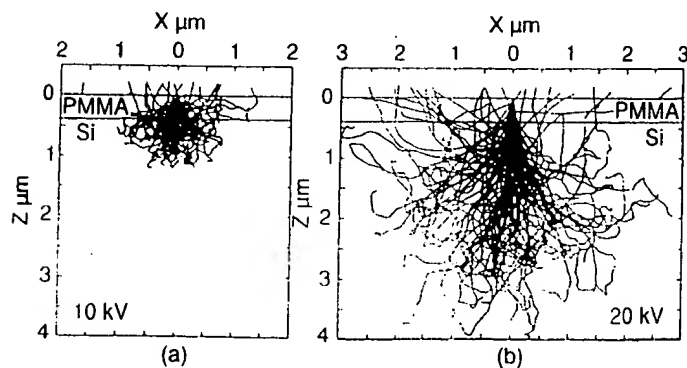 X μm
2 1 0 1 2
0
1
2
3
4
Z μm
PMMA
Si
10 kV
(a)
X μm
3 2 1 0 1 2 3
0
1
2
3
4
Z μm
PMMA
Si
20 kV
(b)